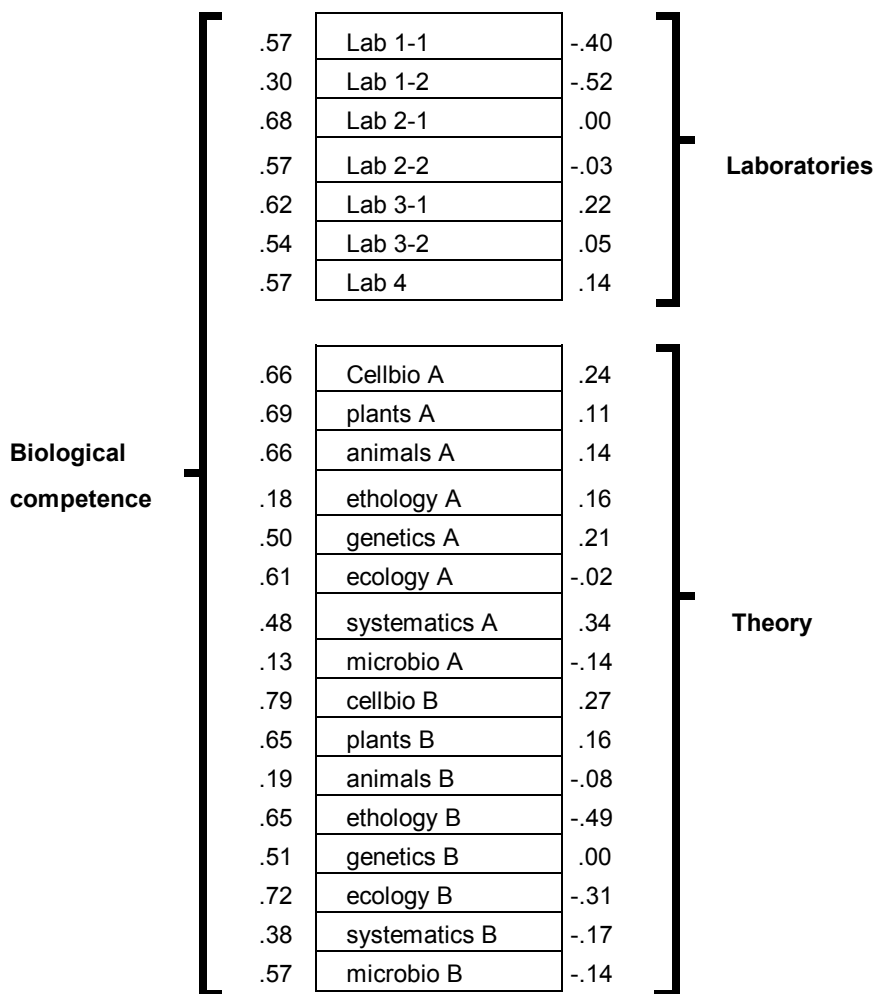 .57 Lab 1-1 -.40
.30 Lab 1-2 -.52
.68 Lab 2-1 .00
.57 Lab 2-2 -.03 Laboratories
.62 Lab 3-1 .22
.54 Lab 3-2 .05
.57 Lab 4 .14
.66 Cellbio A .24
.69 plants A .11
Biological .66 animals A .14
competence .18 ethology A .16
.50 genetics A .21
.61 ecology A -.02
.48 systematics A .34 Theory
.13 microbio A -.14
.79 cellbio B .27
.65 plants B .16
.19 animals B -.08
.65 ethology B -.49
.51 genetics B .00
.72 ecology B -.31
.38 systematics B -.17
.57 microbio B -.14